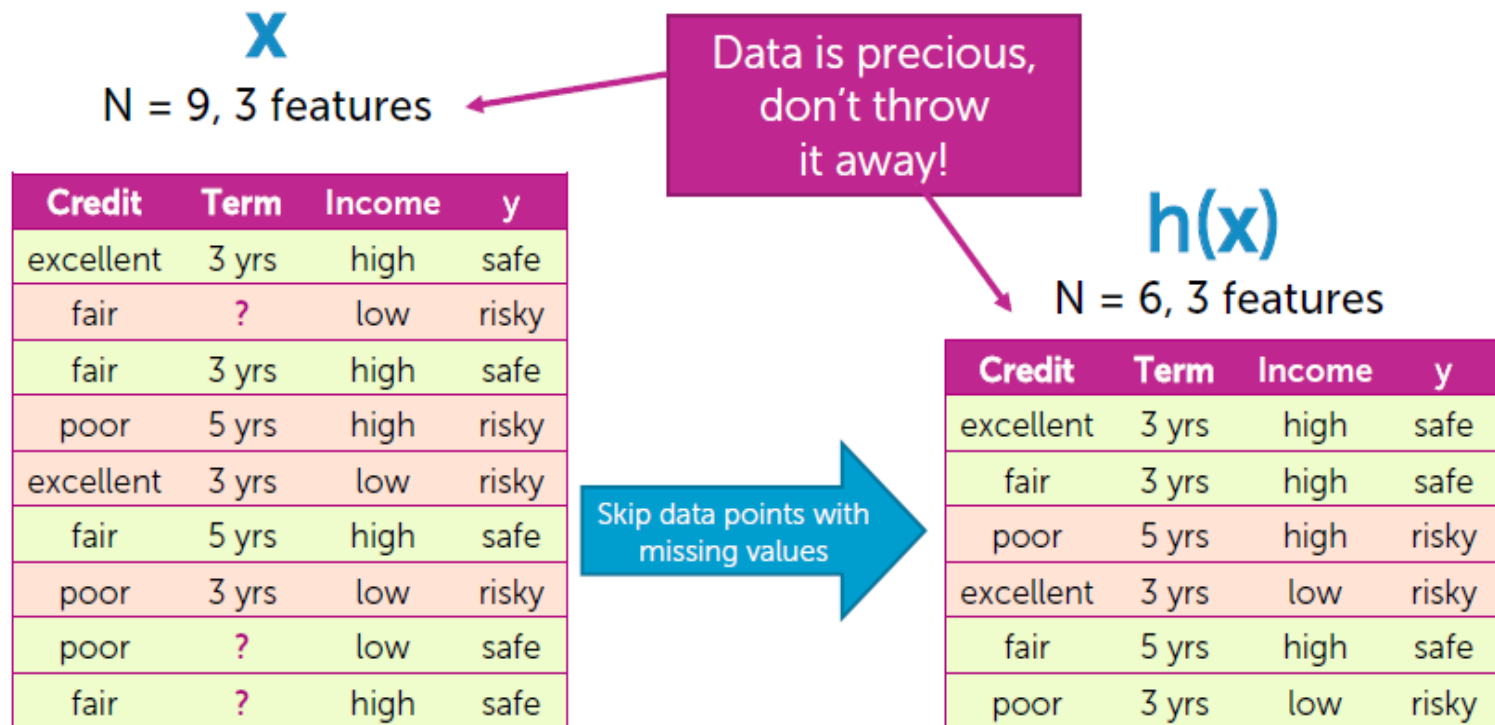 x
N = 9, 3 features
Data is precious,
don't throw
it away!
Credit Term Income y
excellent 3 yrs high safe
fair ? low risky
fair 3 yrs high safe
poor 5 yrs high risky
excellent 3 yrs low risky
fair 5 yrs high safe
poor 3 yrs low risky
poor ? low safe
fair ? high safe
Skip data points with
missing values
h(x)
N = 6, 3 features
Credit Term Income y
excellent 3 yrs high safe
fair 3 yrs high safe
poor 5 yrs high risky
excellent 3 yrs low risky
fair 5 yrs high safe
poor 3 yrs low risky